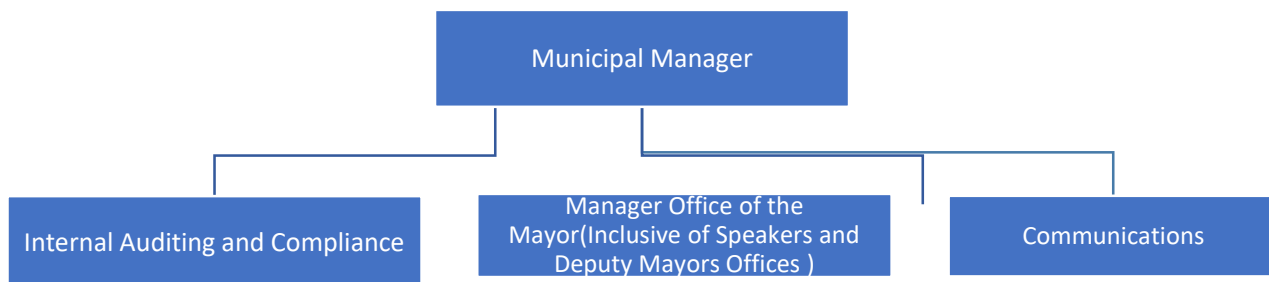 Municipal Manager
Internal Auditing and Compliance
Manager Office of the
Mayor(Inclusive of Speakers and
Deputy Mayors Offices )
Communications